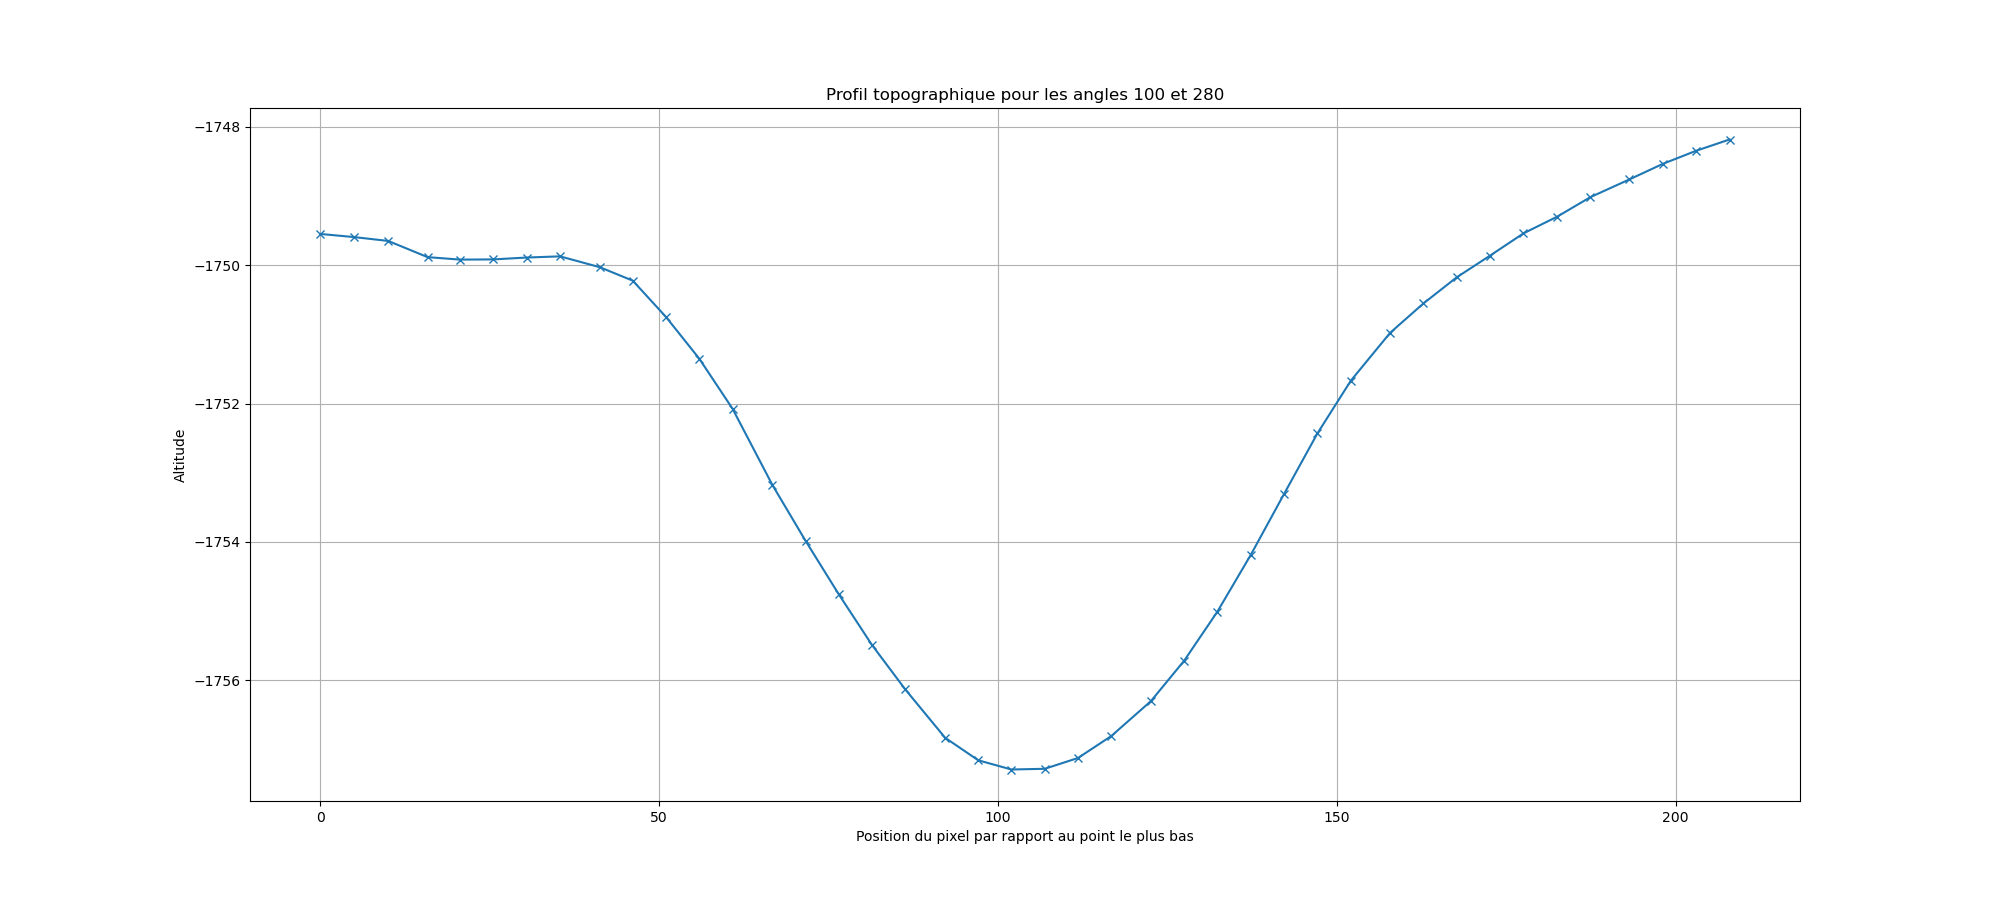 Profil topographique pour les angles 100 et 280
−1748
−1750
−1752
−1754
−1756
Altitude
0 50 100 150 200
Position du pixel par rapport au point le plus bas